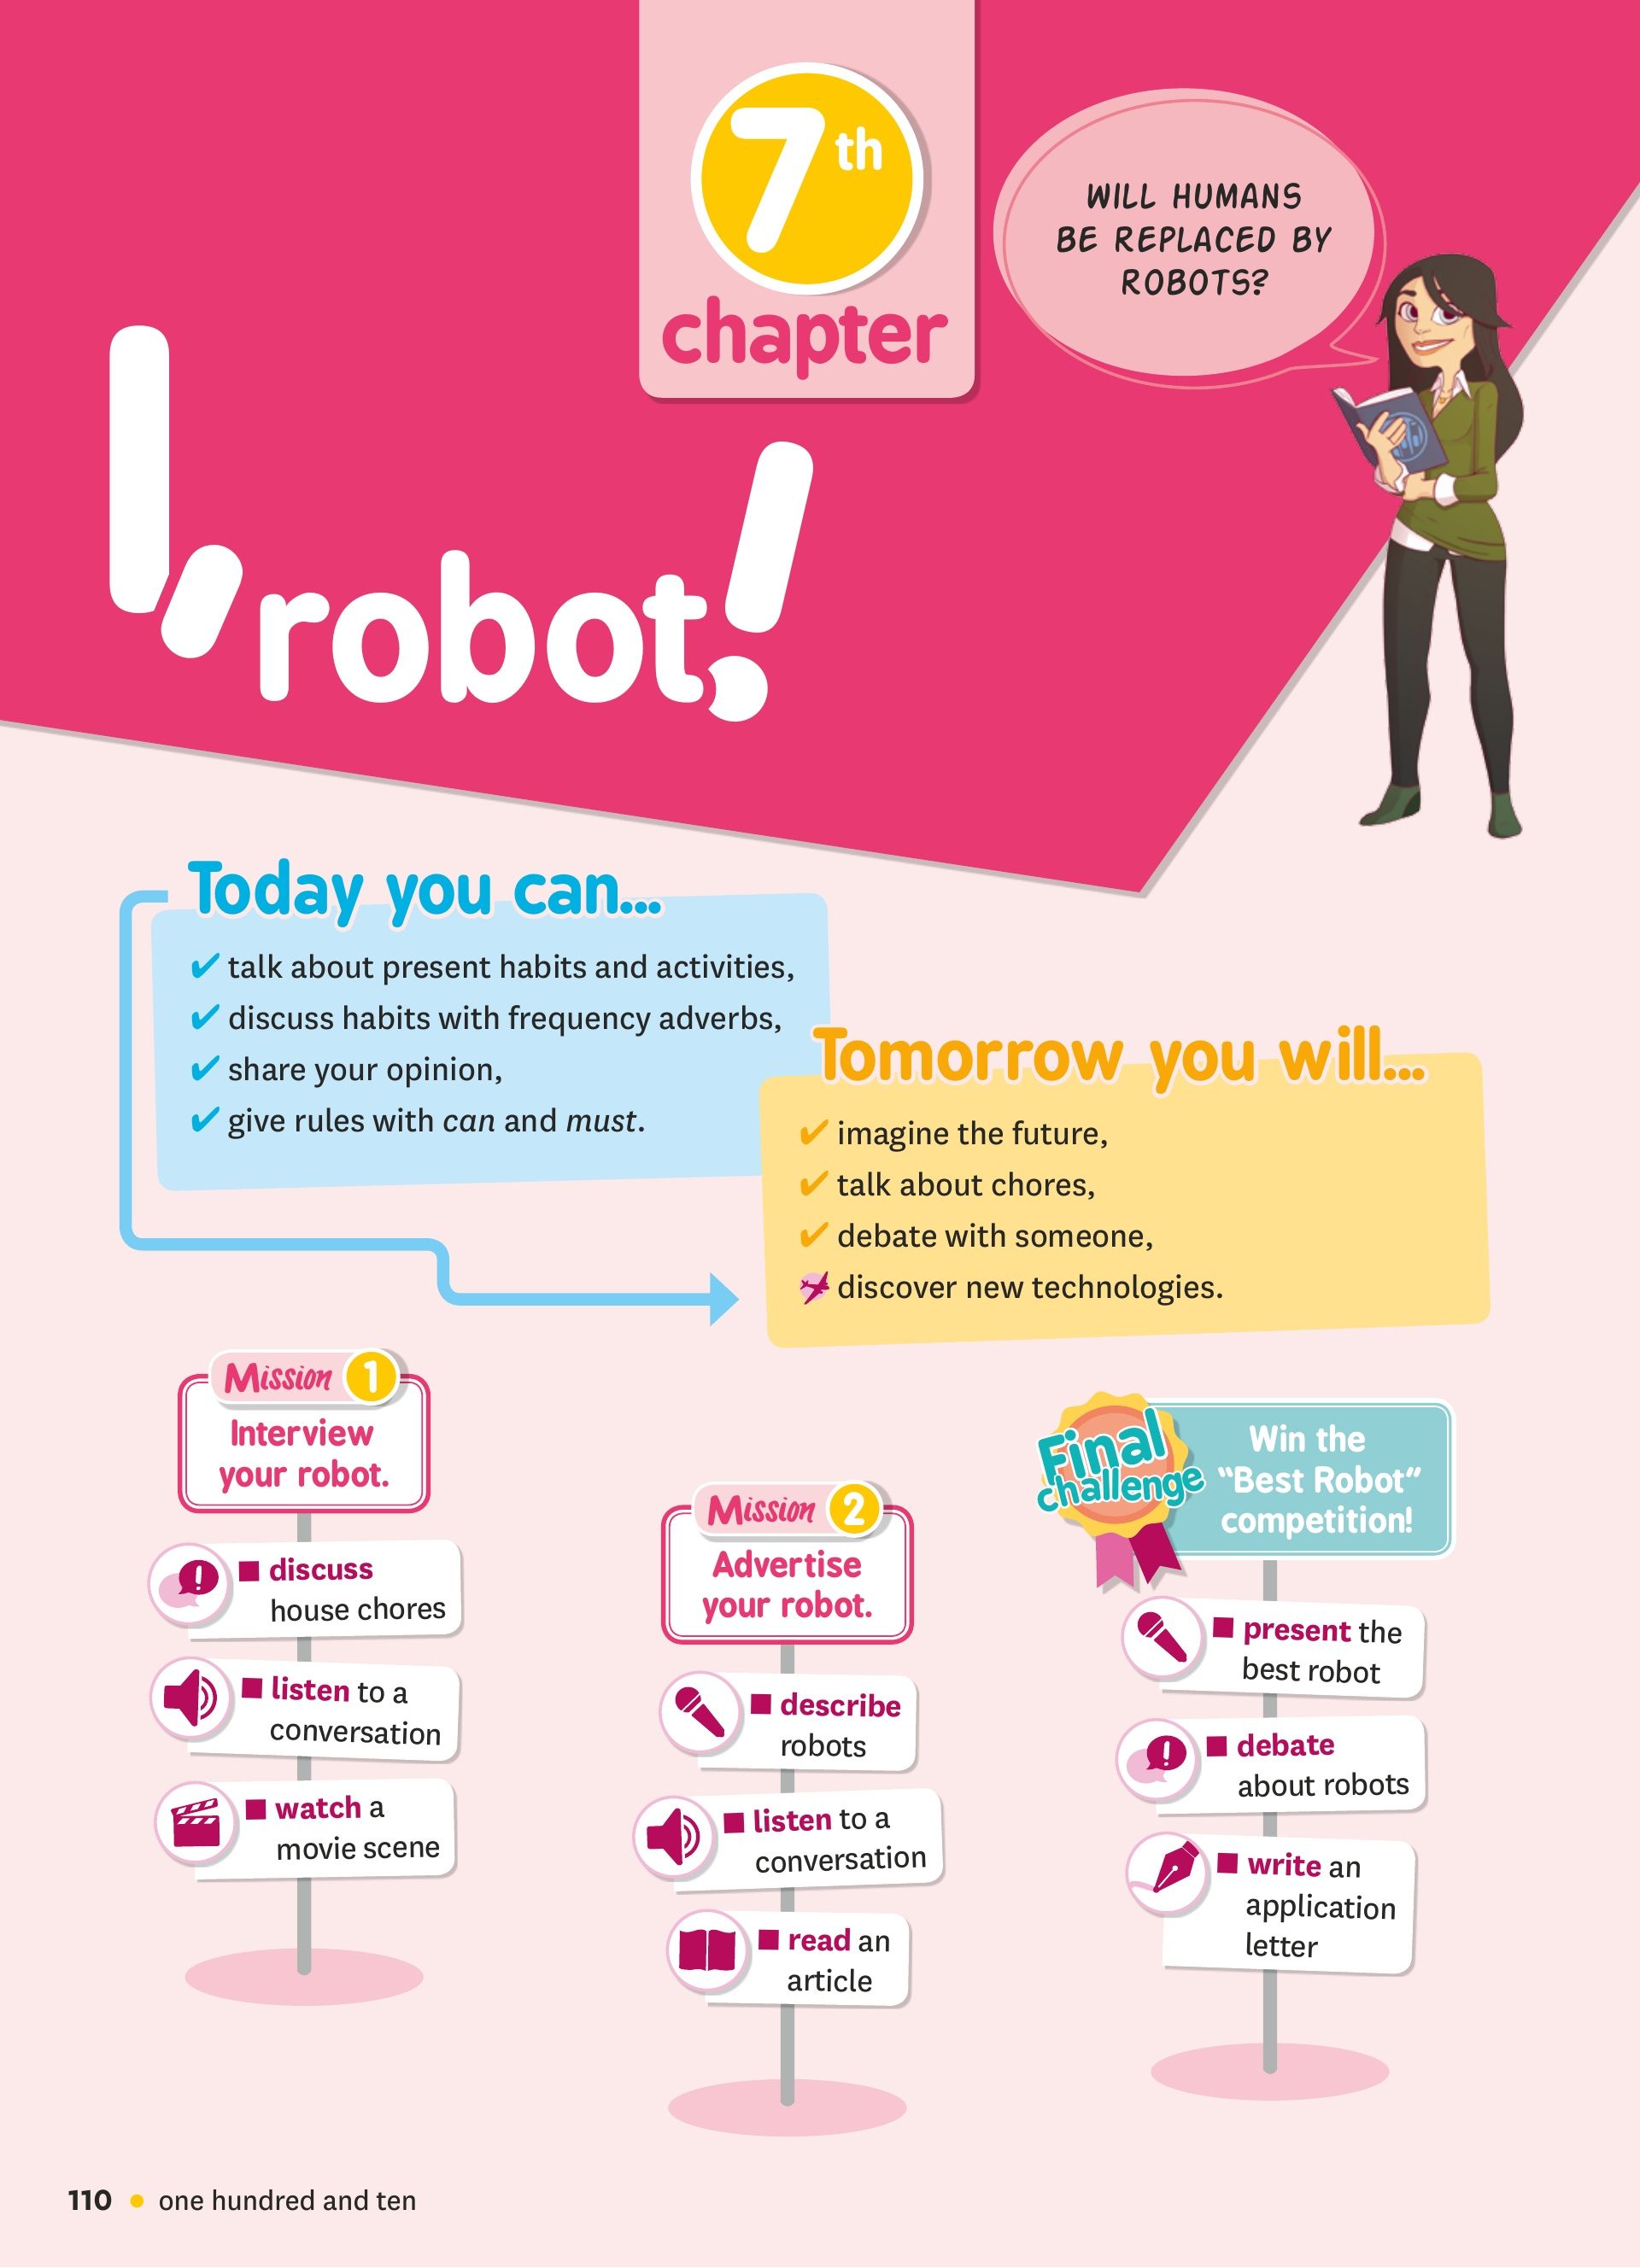 7th
chapter
WILL HUMANS
BE REPLACED BY
ROBOTS?
I, robot!
Today you can...
✔ talk about present habits and activities,
✔ discuss habits with frequency adverbs,
✔ share your opinion,
✔ give rules with can and must.
Tomorrow you will...
✔ imagine the future,
✔ talk about chores,
✔ debate with someone,
discover new technologies.
Mission 1
Interview
your robot.
■ discuss
house chores
■ listen to a
conversation
■ watch a
movie scene
Mission 2
Advertise
your robot.
■ describe
robots
■ listen to a
conversation
■ read an
article
Final
challenge
Win the
“Best Robot”
competition!
■ present the
best robot
■ debate
about robots
■ write an
application
letter
110 • one hundred and ten